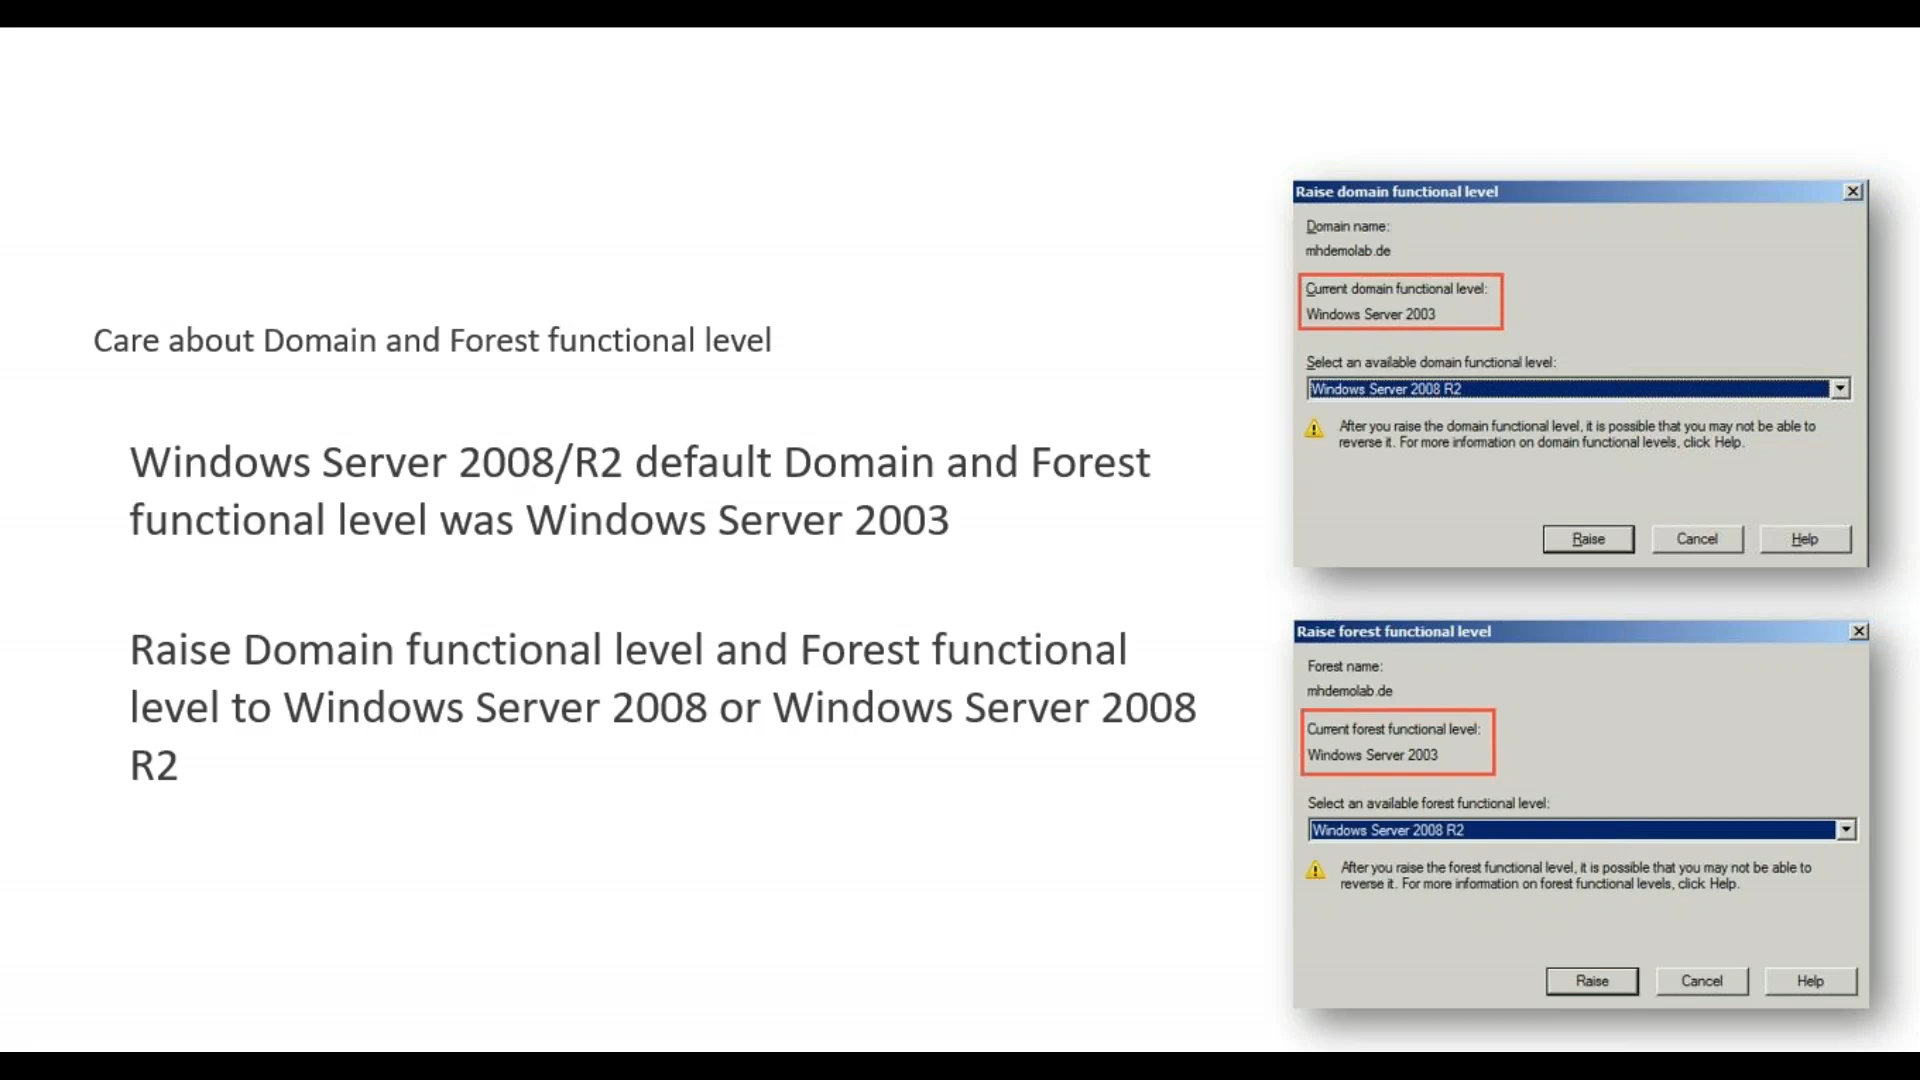 Care about Domain and Forest functional level
Windows Server 2008/R2 default Domain and Forest
functional level was Windows Server 2003
Raise Domain functional level and Forest functional
level to Windows Server 2008 or Windows Server 2008
R2
Raise domain functional level
Domain name:
mhdemolab.de
Current domain functional level:
Windows Server 2003
Select an available domain functional level:
Windows Server 2008 R2
After you raise the domain functional level, it is possible that you may not be able to
reverse it. For more information on domain functional levels, click Help.
Raise Cancel Help
Raise forest functional level
Forest name:
mhdemolab.de
Current forest functional level:
Windows Server 2003
Select an available forest functional level:
Windows Server 2008 R2
After you raise the forest functional level, it is possible that you may not be able to
reverse it. For more information on forest functional levels, click Help.
Raise Cancel Help